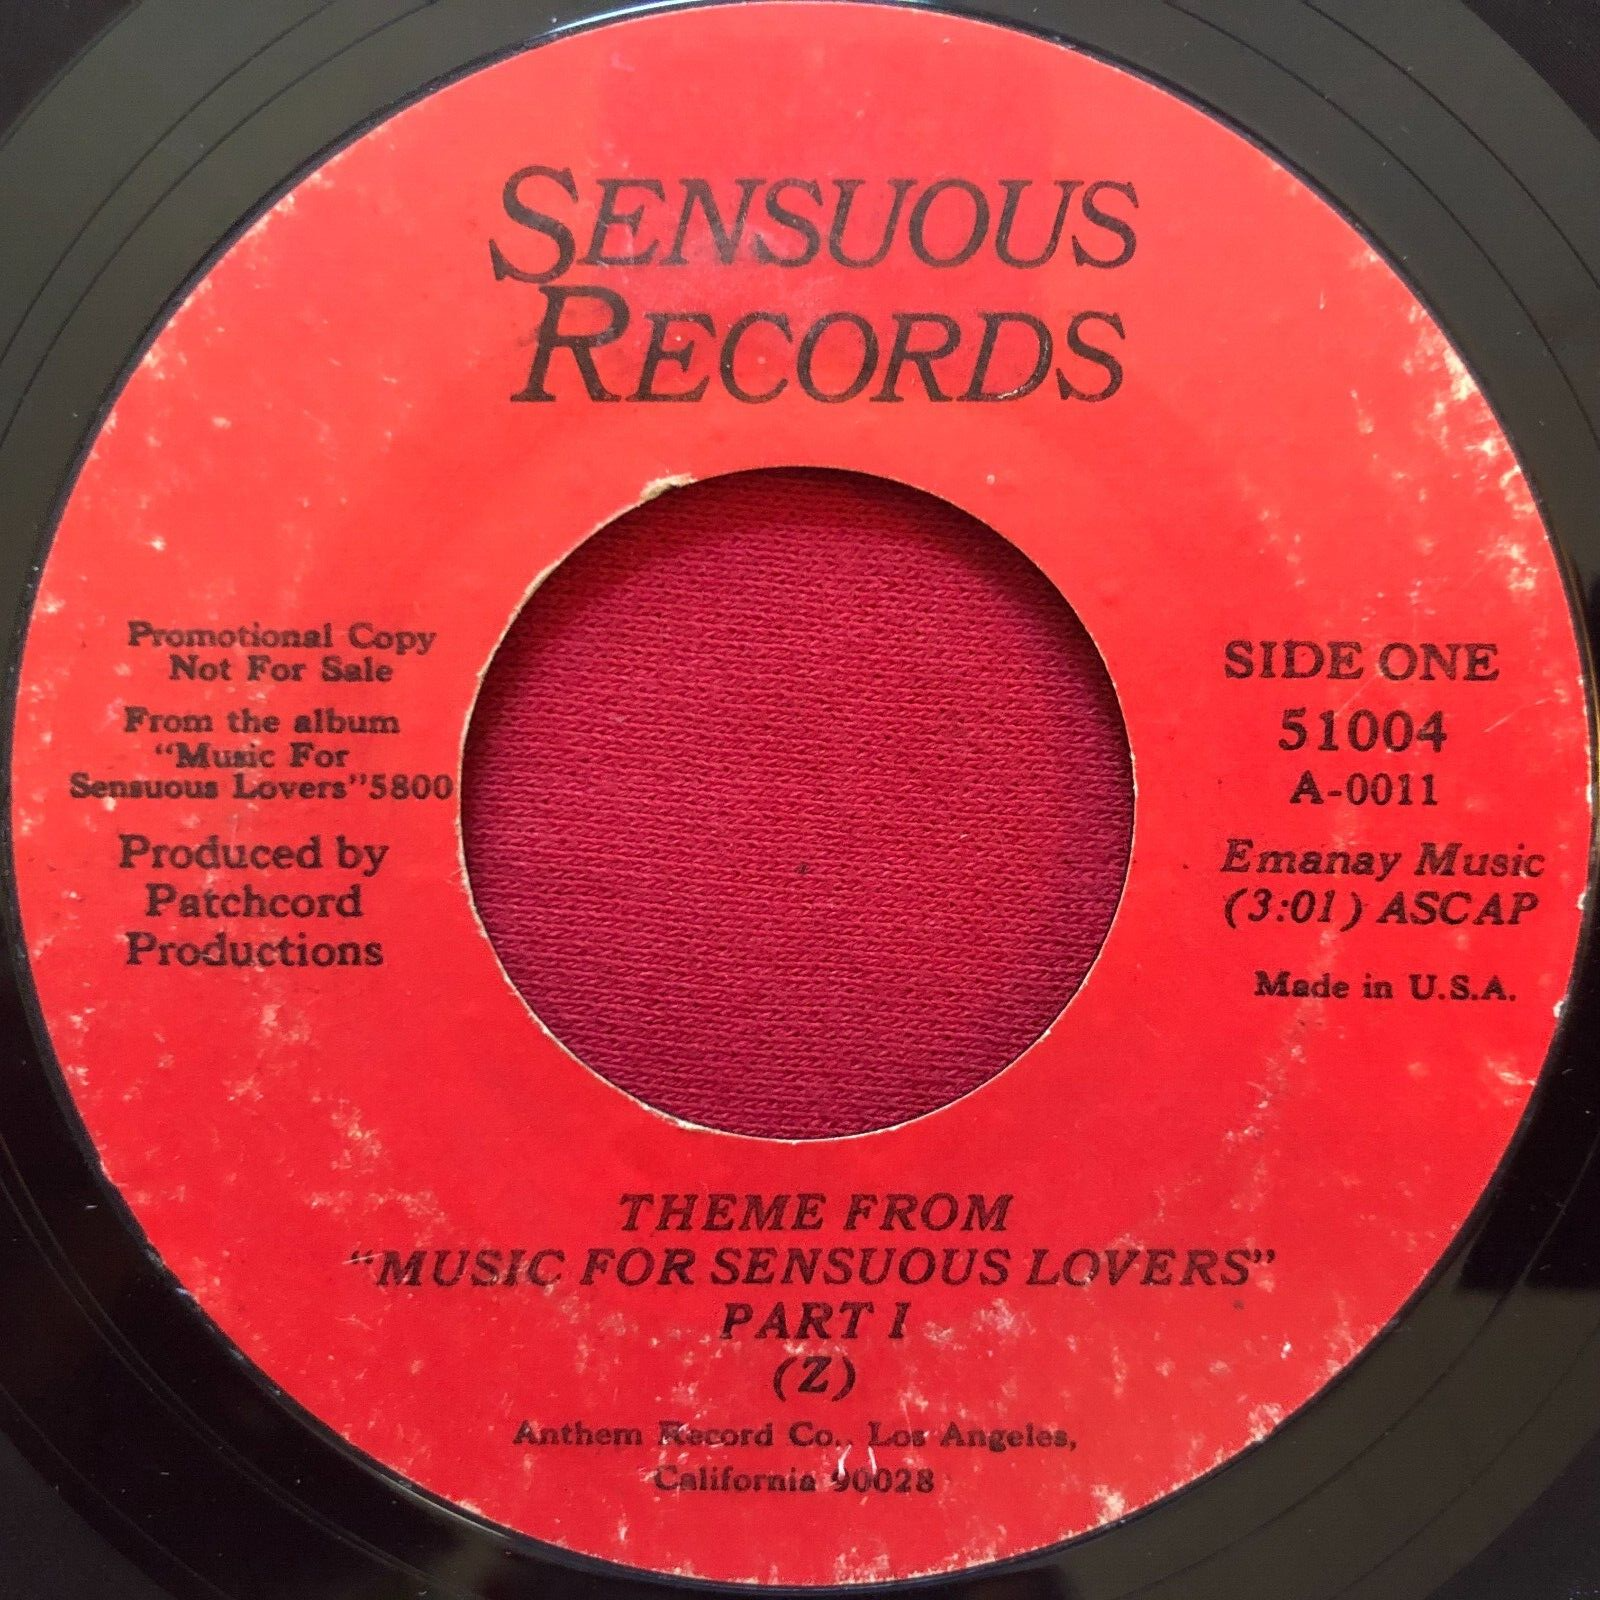 SENSUOUS
RECORDS
Promotional Copy
Not For Sale
From the album
"Music For
Sensuous Lovers"5800
Produced by
Patchcord
Productions
SIDE ONE
51004
A-0011
Emanay Music
(3:01) ASCAP
Made in U.S.A.
THEME FROM
"MUSIC FOR SENSUOUS LOVERS"
PART I
(Z)
Anthem Record Co., Los Angeles,
California 90028